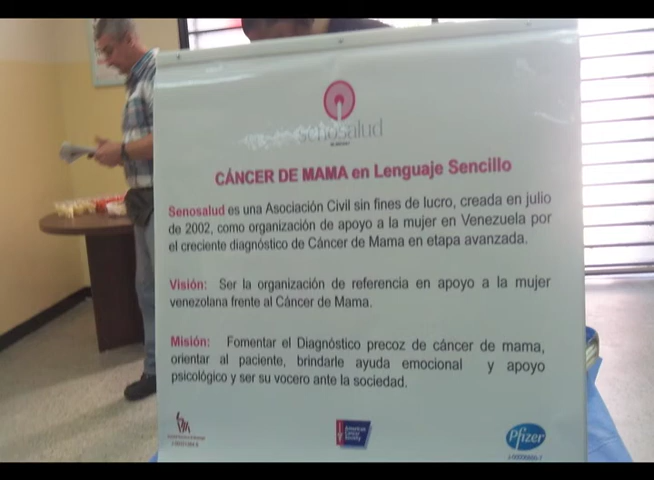 senosalud
CÁNCER DE MAMA en Lenguaje Sencillo
Senosalud es una Asociación Civil sin fines de lucro, creada en julio
de 2002, como organización de apoyo a la mujer en Venezuela por
el creciente diagnóstico de Cáncer de Mama en etapa avanzada.
Visión: Ser la organización de referencia en apoyo a la mujer
venezolana frente al Cáncer de Mama.
Misión: Fomentar el Diagnóstico precoz de cáncer de mama,
orientar al paciente, brindarle ayuda emocional y apoyo
psicológico y ser su vocero ante la sociedad.
American
Cancer
Society
Pfizer